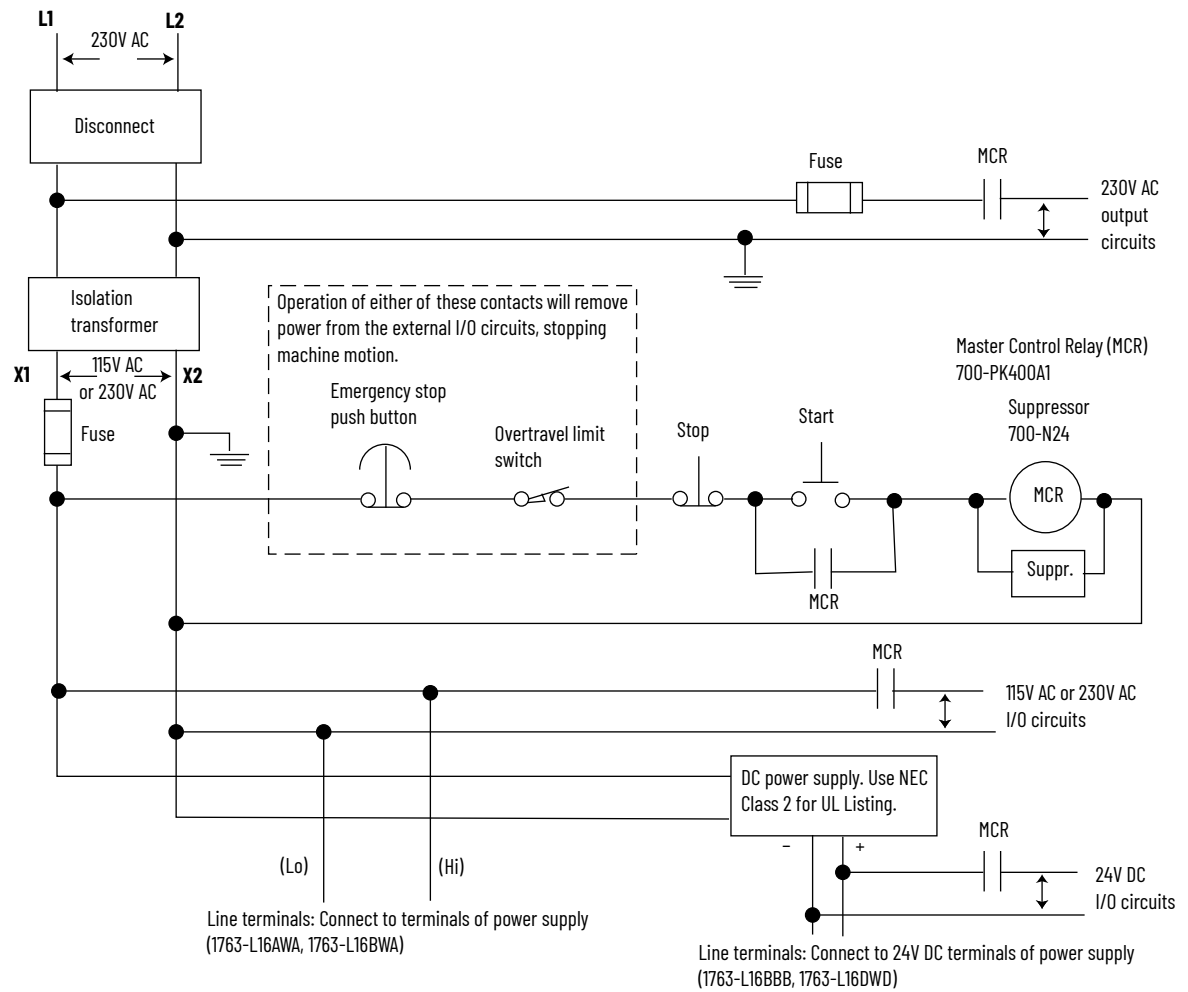 L1
L2
230V AC
Disconnect
Fuse
MCR
230V AC
output
circuits
Isolation
transformer
Operation of either of these contacts will remove
power from the external I/O circuits, stopping
machine motion.
X1
115V AC
or 230V AC
X2
Fuse
Emergency stop
push button
Overtravel limit
switch
Stop
Start
Master Control Relay (MCR)
700-PK400A1
Suppressor
700-N24
MCR
Suppr.
MCR
MCR
115V AC or 230V AC
I/O circuits
DC power supply. Use NEC
Class 2 for UL Listing.
– +
MCR
24V DC
I/O circuits
(Lo)
(Hi)
Line terminals: Connect to terminals of power supply
(1763-L16AWA, 1763-L16BWA)
Line terminals: Connect to 24V DC terminals of power supply
(1763-L16BBB, 1763-L16DWD)